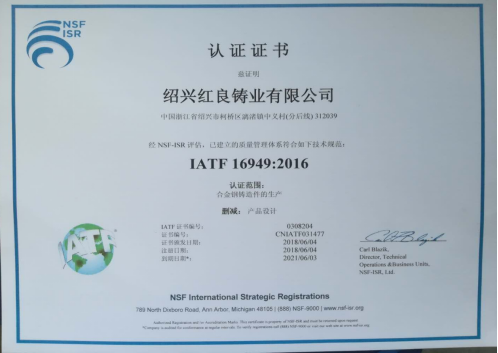 NSF
ISR
认证证书
兹证明
绍兴红良铸业有限公司
中国浙江省绍兴市柯桥区漓渚镇中义村(分后线) 312039
经 NSF-ISR 评估,已建立的质量管理体系符合如下技术规范:
IATF 16949:2016
认证范围:
合金钢铸造件的生产
删减: 产品设计
IATF 证书编号: 0308204
证书编号: CNIATF031477
证书颁发日期: 2018/06/04
注册日期: 2018/06/04
到期日期*: 2021/06/03
IATF
Carl Blazik,
Director, Technical
Operations &Business Units,
NSF-ISR, Ltd.
NSF International Strategic Registrations
789 North Dixboro Road, Ann Arbor, Michigan 48105 | (888) NSF-9000 | www.nsf-isr.org